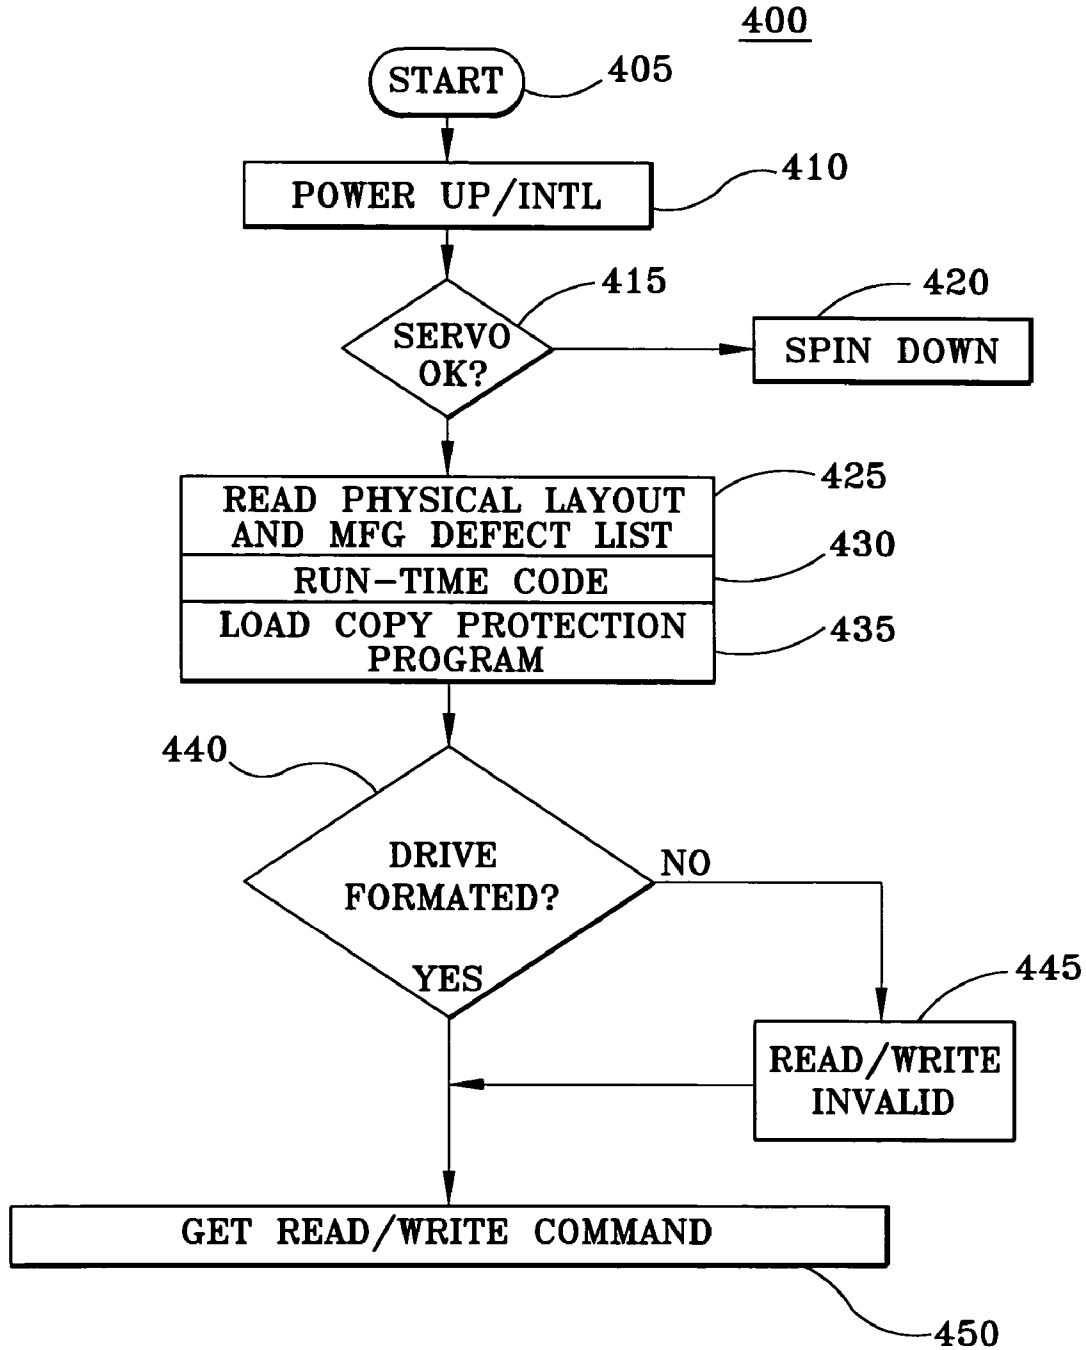 400
START
405
POWER UP/INTL
410
415
SERVO
OK?
420
SPIN DOWN
READ PHYSICAL LAYOUT
AND MFG DEFECT LIST
425
RUN-TIME CODE
430
LOAD COPY PROTECTION
PROGRAM
435
440
DRIVE
FORMATED?
NO
YES
445
READ/WRITE
INVALID
GET READ/WRITE COMMAND
450